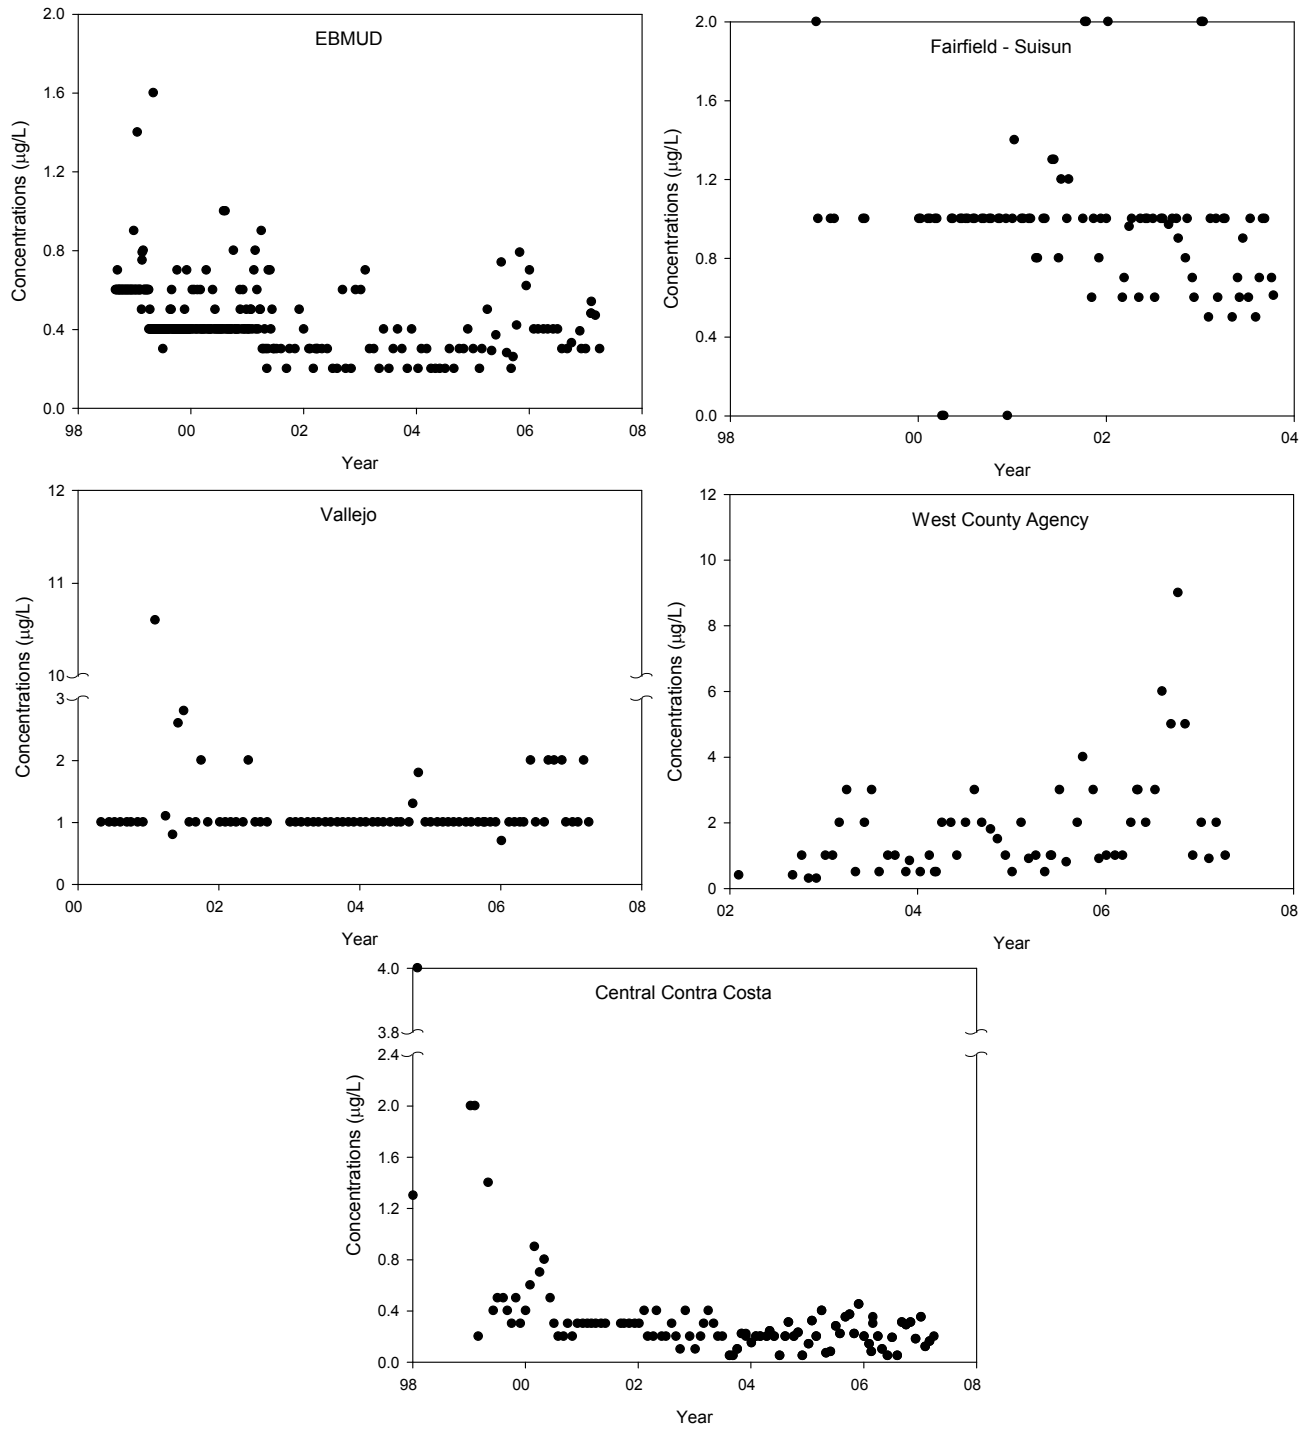 EBMUD
Concentrations (μg/L)
2.0
1.6
1.2
0.8
0.4
0.0
98 00 02 04 06 08
Year
Fairfield - Suisun
Concentrations (μg/L)
2.0
1.6
1.2
0.8
0.4
0.0
98 00 02 04
Year
Vallejo
Concentrations (μg/L)
12
11
10
3
2
1
0
00 02 04 06 08
Year
West County Agency
Concentrations (μg/L)
12
10
8
6
4
2
0
02 04 06 08
Year
Central Contra Costa
Concentrations (μg/L)
4.0
3.8
2.4
2.0
1.6
1.2
0.8
0.4
0.0
98 00 02 04 06 08
Year